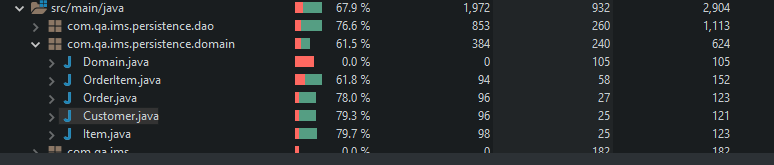 src/main/java 67.9 % 1,972 932 2,904
com.qa.ims.persistence.dao 76.6 % 853 260 1,113
com.qa.ims.persistence.domain 61.5 % 384 240 624
Domain.java 0.0 % 0 105 105
OrderItem.java 61.8 % 94 58 152
Order.java 78.0 % 96 27 123
Customer.java 79.3 % 96 25 121
Item.java 79.7 % 98 25 123
com.qa.ims 0.0 % 0 182 182